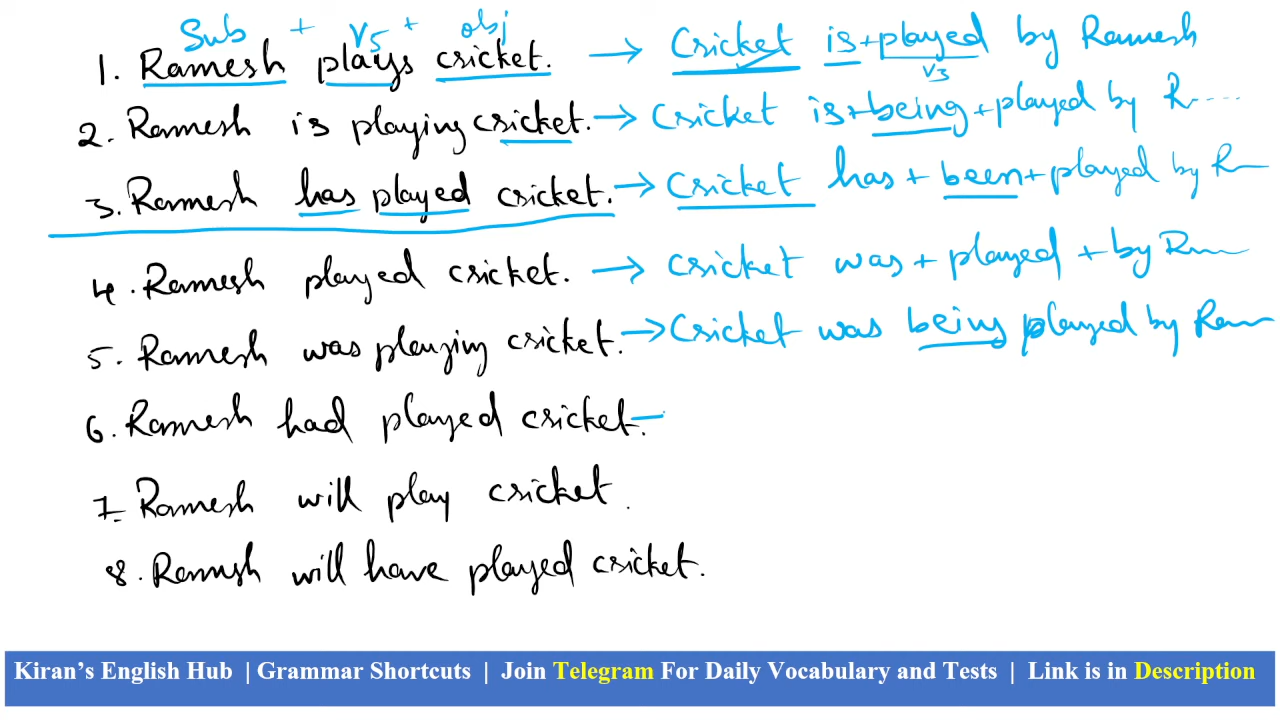 Sub + V5 + obj
1. Ramesh plays cricket. → Cricket is + played by Ramesh
V3
2. Ramesh is playing cricket. → Cricket is + being + played by R....
3. Ramesh has played cricket. → Cricket has + been + played by R
4. Ramesh played cricket. → Cricket was + played + by R
5. Ramesh was playing cricket. → Cricket was being played by Ram
6. Ramesh had played cricket.
7. Ramesh will play cricket.
8. Ramesh will have played cricket.
Kiran's English Hub | Grammar Shortcuts | Join Telegram For Daily Vocabulary and Tests | Link is in Description